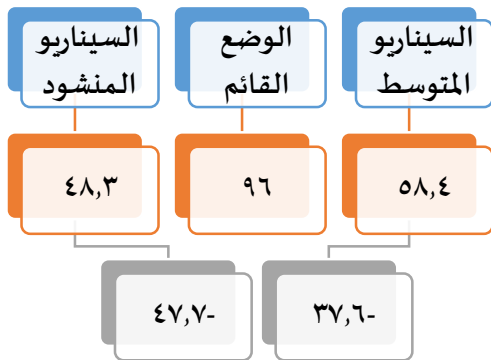 السيناريو المتوسط
الوضع القائم
السيناريو المنشود
٥٨,٤
٩٦
٤٨,٣
٣٧,٦-
٤٧,٧-